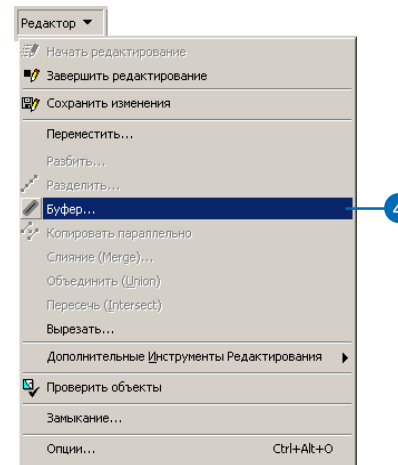 Редактор
Начать редактирование
Завершить редактирование
Сохранить изменения
Переместить...
Разбить...
Разделить...
Буфер...
4
Копировать параллельно
Слияние (Merge)...
Объединить (Union)
Пересечь (Intersect)
Вырезать...
Дополнительные Инструменты Редактирования
Проверить объекты
Замыкание...
Опции... Ctrl+Alt+O